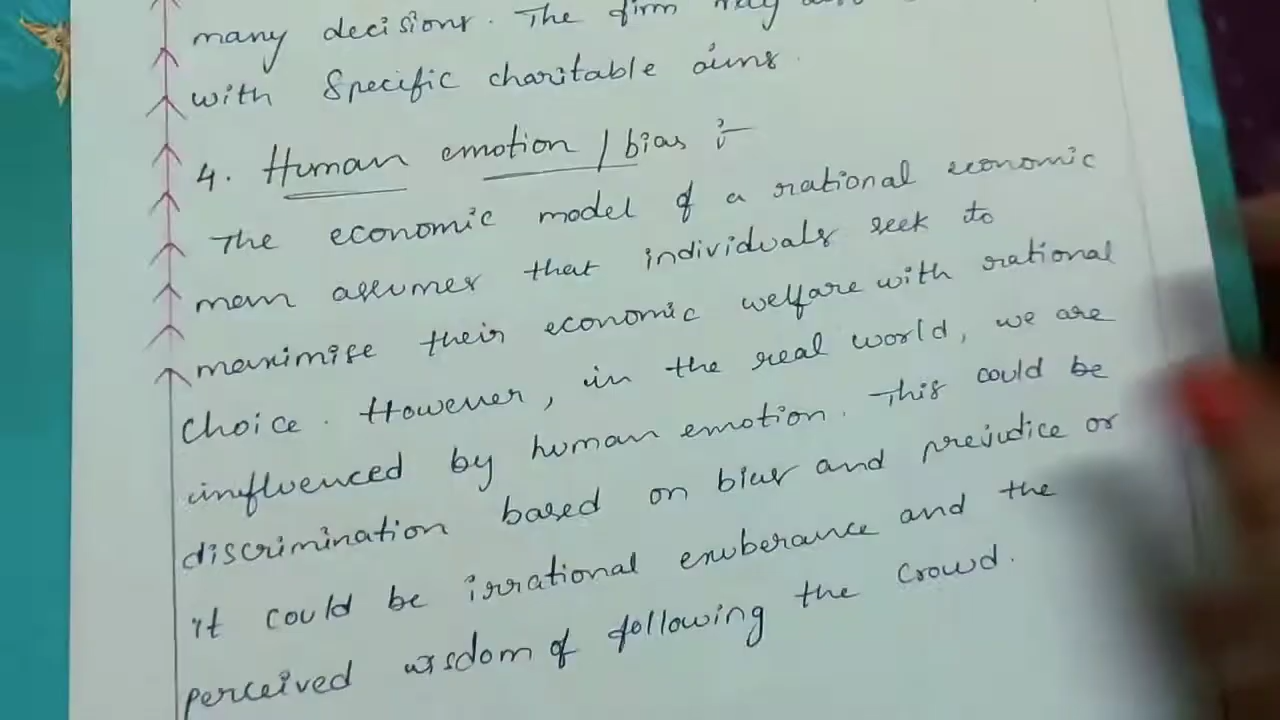 many decisions. The firm may
with Specific charitable aims.
4. Human emotion / bias :-
The economic model of a rational economic
man assumes that individuals seek to
maximise their economic welfare with rational
choice. However, in the real world, we are
influenced by human emotion. This could be
discrimination based on bias and prejudice or
it could be irrational exuberance and the
perceived wisdom of following the crowd.